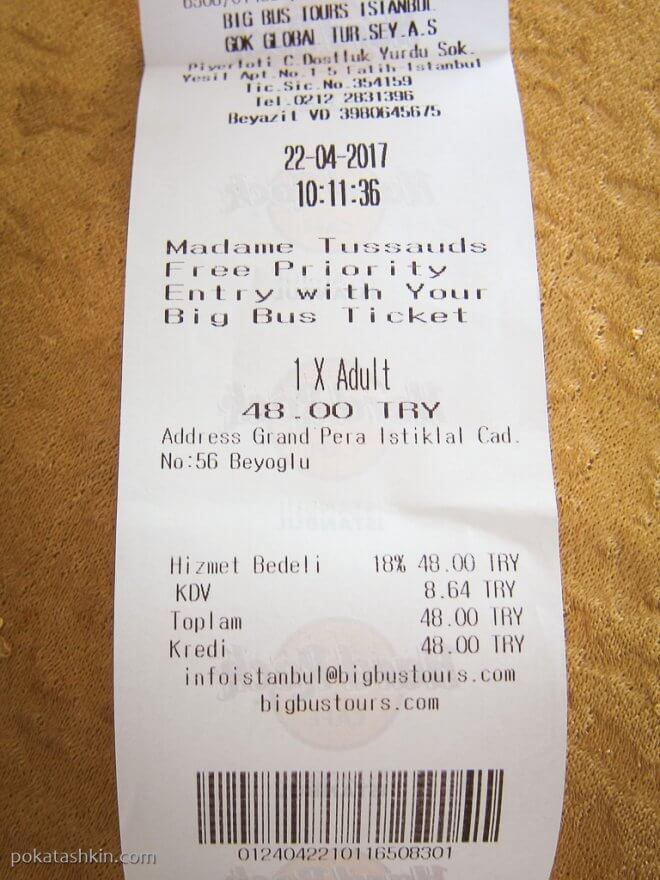 BIG BUS TOURS ISTANBUL
GOK GLOBAL TUR.SEY.A.S
Piyerloti C.Dostluk Yurdu Sok.
Yesil Apt.No.1-5 Fatih-Istanbul
Tic.Sic.No.354159
Tel.0212 2831396
Beyazit VD 3980645675
22-04-2017
10:11:36
Madame Tussauds
Free Priority
Entry with Your
Big Bus Ticket
1 X Adult
48.00 TRY
Address Grand Pera Istiklal Cad.
No:56 Beyoglu
Hizmet Bedeli 18% 48.00 TRY
KDV 8.64 TRY
Toplam 48.00 TRY
Kredi 48.00 TRY
infoistanbul@bigbustours.com
bigbustours.com
0124042210116508301
pokatashkin.com